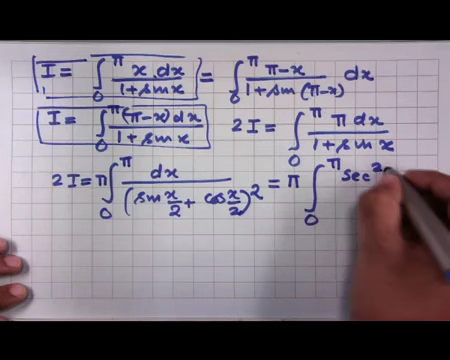 I = ∫₀^π x dx / (1 + sin x) = ∫₀^π (π−x) / (1 + sin (π−x)) dx
I = ∫₀^π (π−x) dx / (1 + sin x)    2I = ∫₀^π π dx / (1 + sin x)
2I = π ∫₀^π dx / (sin x/2 + cos x/2)² = π ∫₀^π sec²